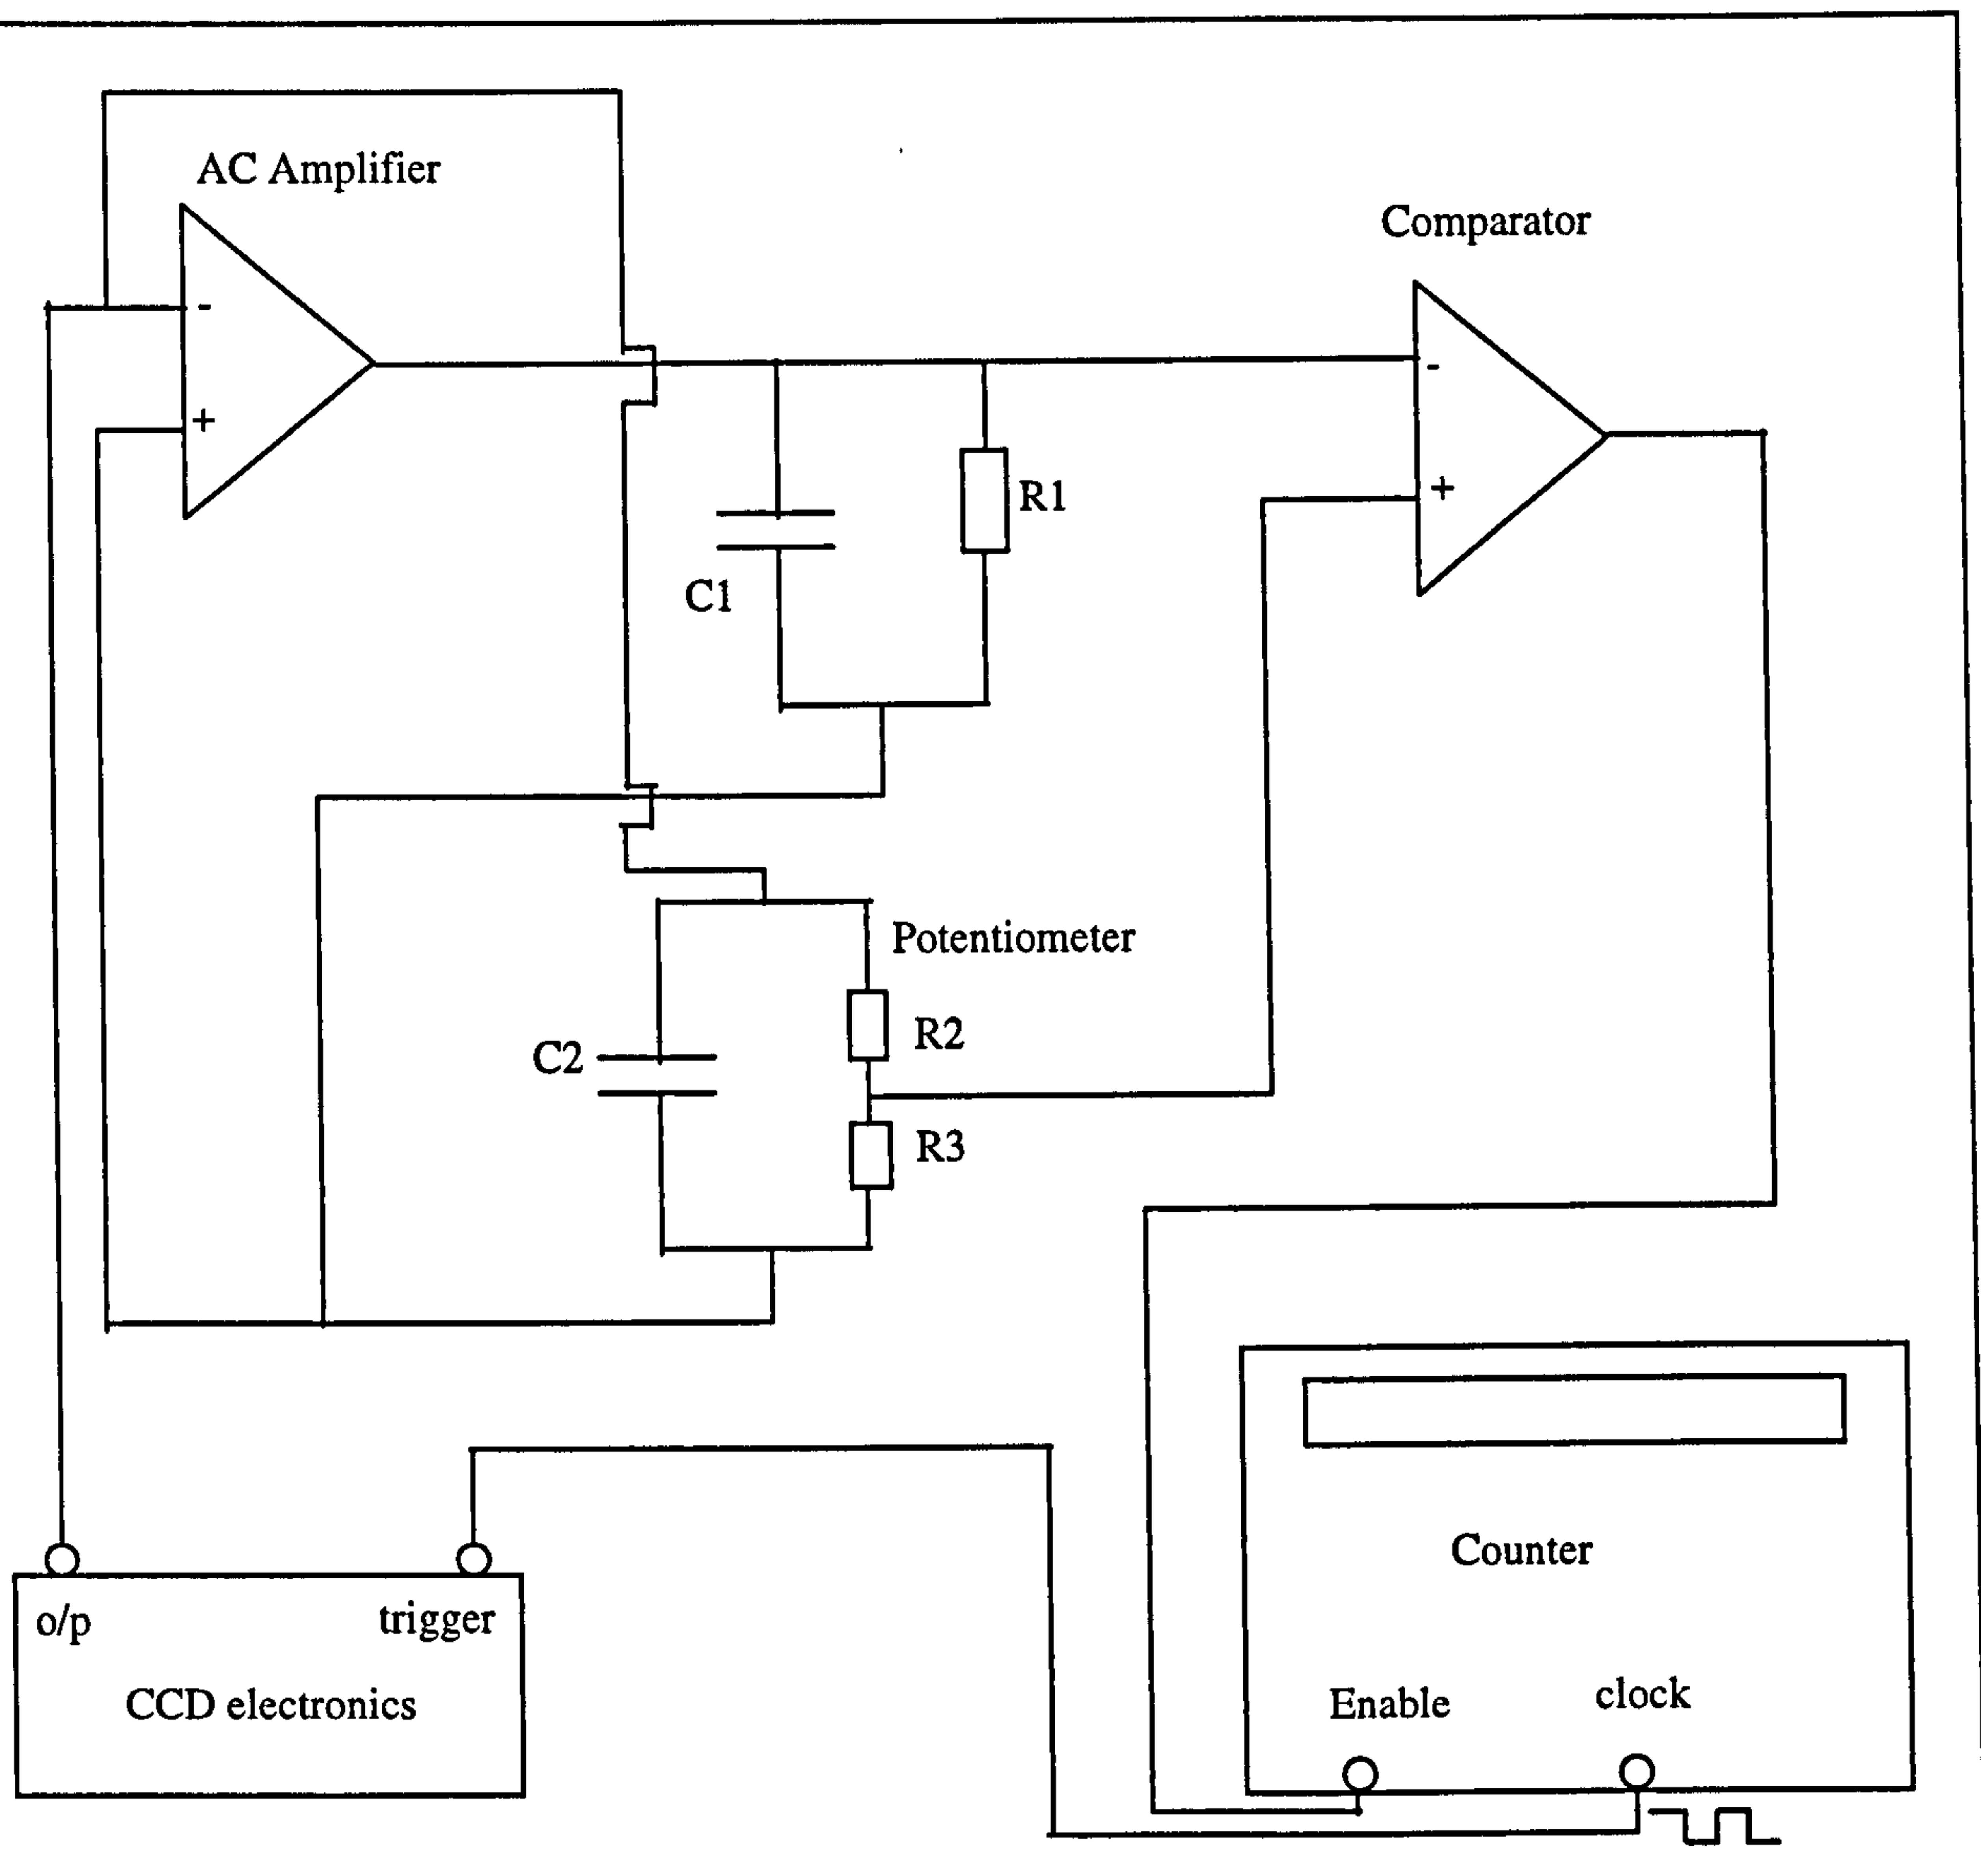 AC Amplifier
Comparator
-
+
-
+
R1
C1
Potentiometer
R2
C2
R3
Counter
o/p
trigger
CCD electronics
Enable
clock